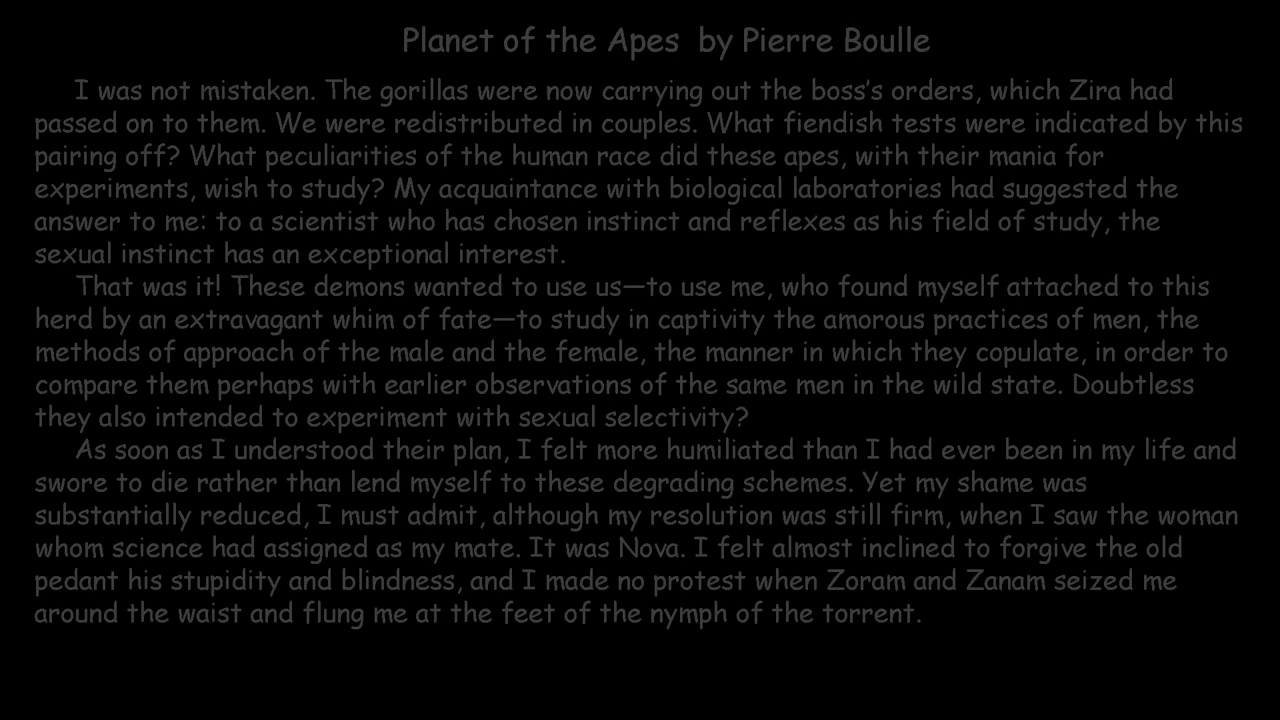 Planet of the Apes  by Pierre Boulle
I was not mistaken. The gorillas were now carrying out the boss’s orders, which Zira had
passed on to them. We were redistributed in couples. What fiendish tests were indicated by this
pairing off? What peculiarities of the human race did these apes, with their mania for
experiments, wish to study? My acquaintance with biological laboratories had suggested the
answer to me: to a scientist who has chosen instinct and reflexes as his field of study, the
sexual instinct has an exceptional interest.
That was it! These demons wanted to use us—to use me, who found myself attached to this
herd by an extravagant whim of fate—to study in captivity the amorous practices of men, the
methods of approach of the male and the female, the manner in which they copulate, in order to
compare them perhaps with earlier observations of the same men in the wild state. Doubtless
they also intended to experiment with sexual selectivity?
As soon as I understood their plan, I felt more humiliated than I had ever been in my life and
swore to die rather than lend myself to these degrading schemes. Yet my shame was
substantially reduced, I must admit, although my resolution was still firm, when I saw the woman
whom science had assigned as my mate. It was Nova. I felt almost inclined to forgive the old
pedant his stupidity and blindness, and I made no protest when Zoram and Zanam seized me
around the waist and flung me at the feet of the nymph of the torrent.